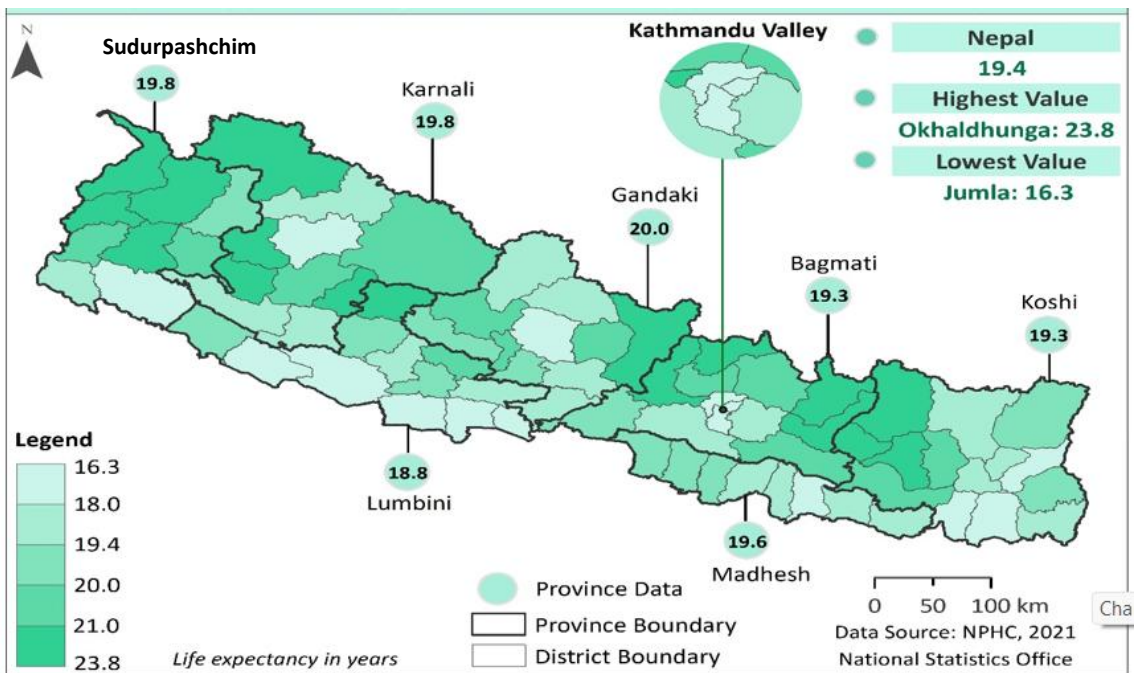 Sudurpashchim
19.8
Karnali
19.8
Kathmandu Valley
Nepal
19.4
Highest Value
Okhaldhunga: 23.8
Lowest Value
Jumla: 16.3
Gandaki
20.0
Bagmati
19.3
Koshi
19.3
Legend
16.3
18.0
19.4
20.0
21.0
23.8
Life expectancy in years
18.8
Lumbini
19.6
Madhesh
Province Data
Province Boundary
District Boundary
0 50 100 km
Data Source: NPHC, 2021
National Statistics Office
Cha